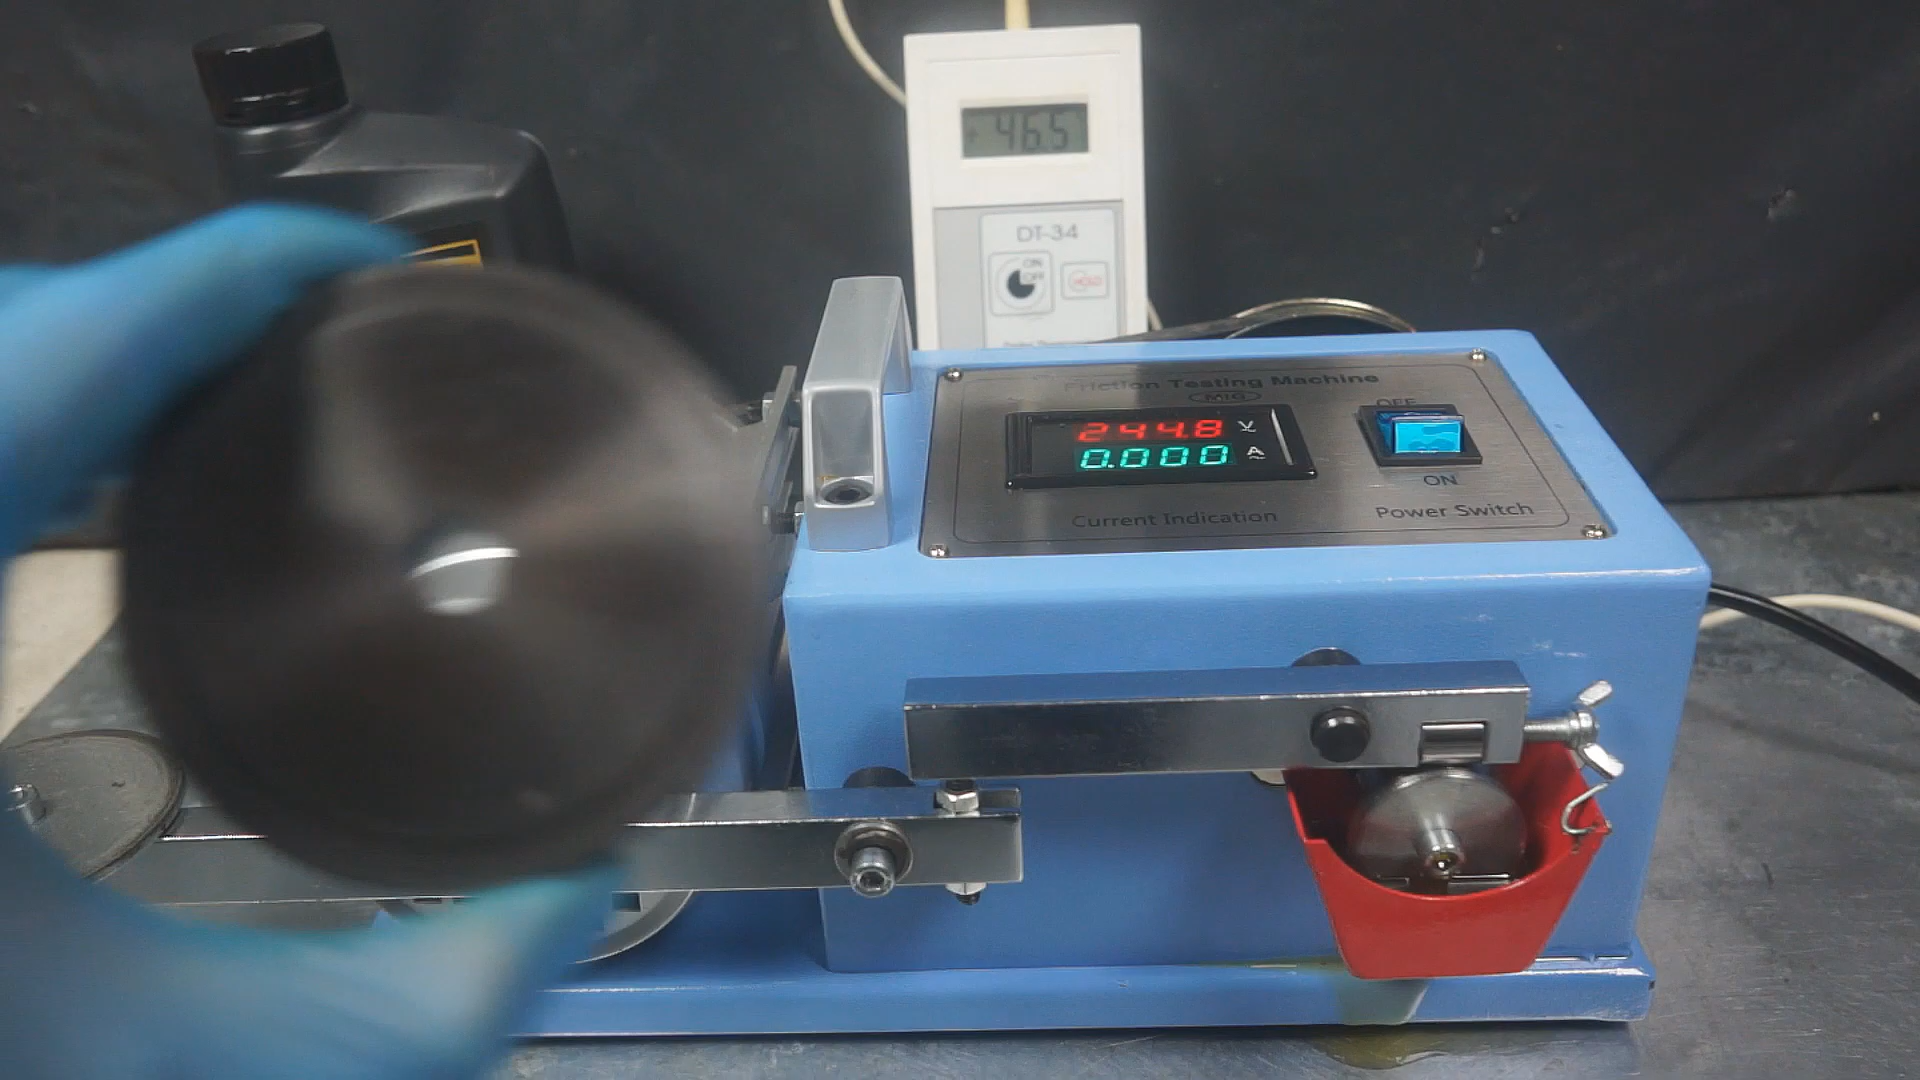 46.5
DT-34
ON
OFF
HOLD
Friction Testing Machine
MIG
244.8 V
0.000 A
OFF
ON
Current Indication
Power Switch